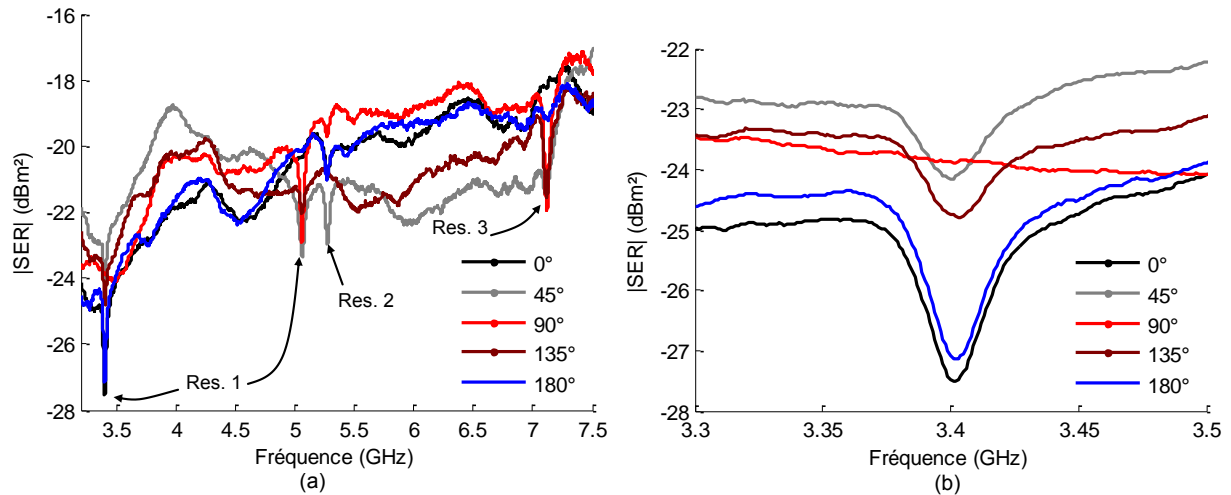 |SER| (dBm²)
-16
-18
-20
-22
-24
-26
-28
Res. 3
Res. 2
Res. 1
0°
45°
90°
135°
180°
3.5 4 4.5 5 5.5 6 6.5 7 7.5
Fréquence (GHz)
(a)
|SER| (dBm²)
-22
-23
-24
-25
-26
-27
-28
0°
45°
90°
135°
180°
3.3 3.35 3.4 3.45 3.5
Fréquence (GHz)
(b)